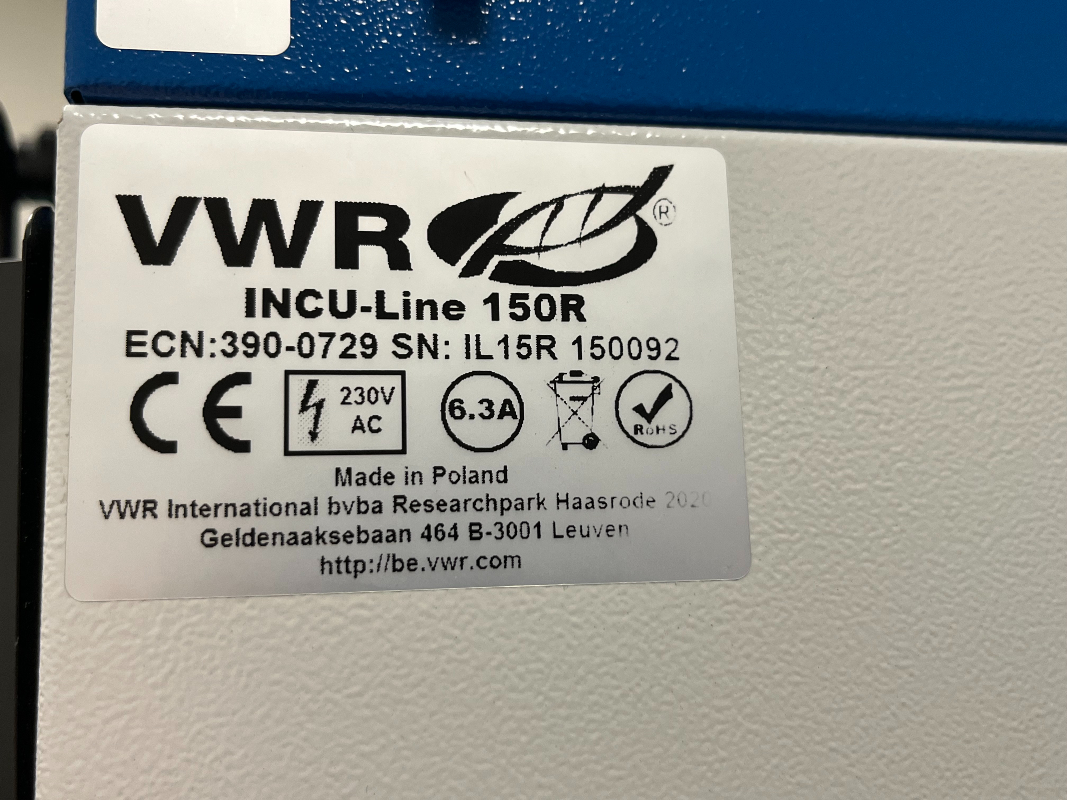 VWR ®
INCU-Line 150R
ECN:390-0729 SN: IL15R 150092
CE 230V AC 6.3A RoHS
Made in Poland
VWR International bvba Researchpark Haasrode 2020
Geldenaaksebaan 464 B-3001 Leuven
http://be.vwr.com